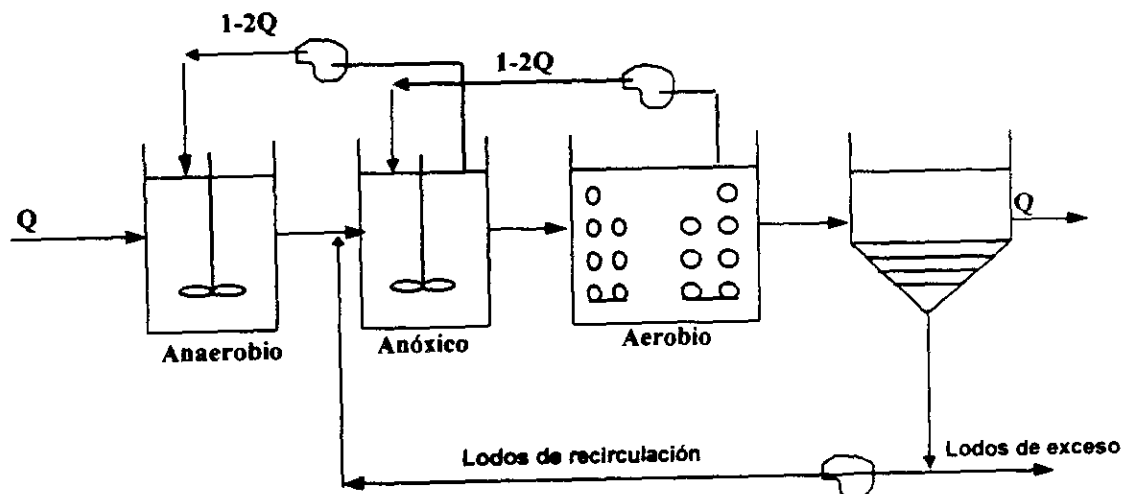 1-2Q
1-2Q
Q
Q
Anaerobio
Anóxico
Aerobio
Lodos de recirculación
Lodos de exceso